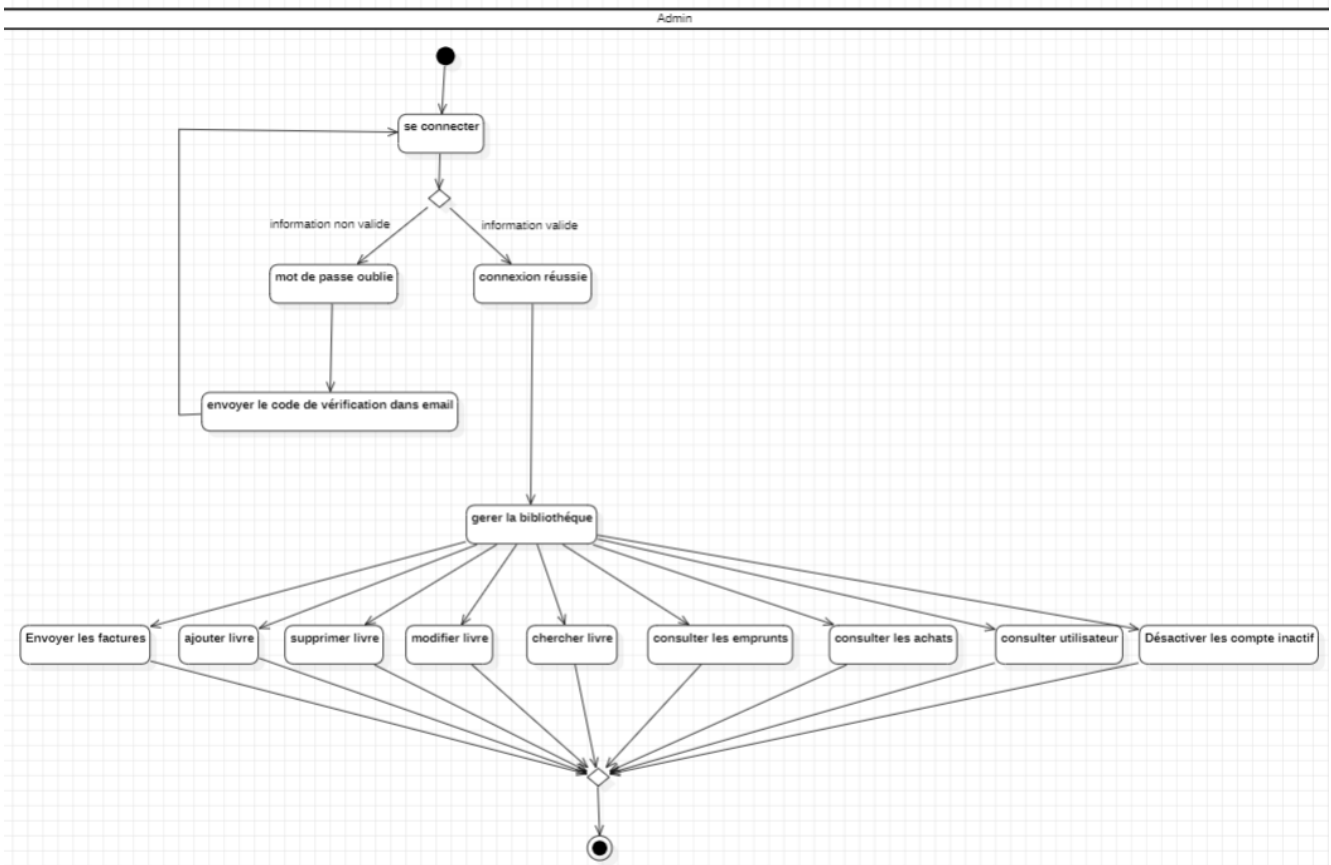 Admin
se connecter
information non valide
information valide
mot de passe oublie
connexion réussie
envoyer le code de vérification dans email
gerer la bibliothéque
Envoyer les factures
ajouter livre
supprimer livre
modifier livre
chercher livre
consulter les emprunts
consulter les achats
consulter utilisateur
Désactiver les compte inactif